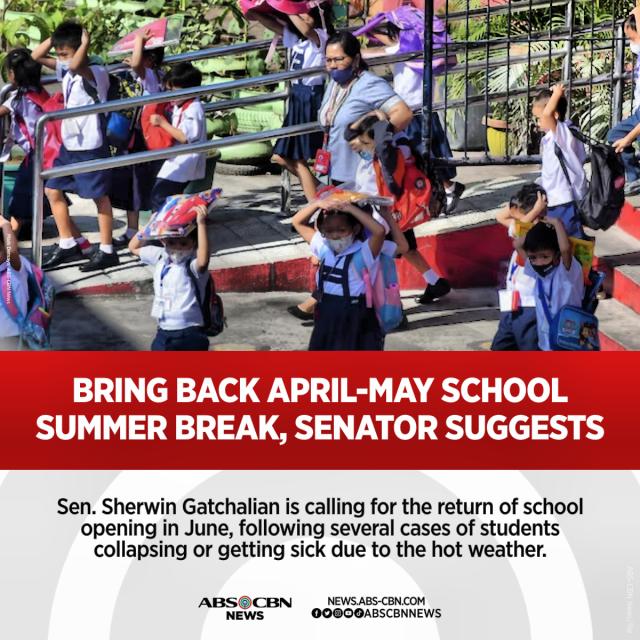 BRING BACK APRIL-MAY SCHOOL
SUMMER BREAK, SENATOR SUGGESTS
Sen. Sherwin Gatchalian is calling for the return of school
opening in June, following several cases of students
collapsing or getting sick due to the hot weather.
ABS CBN
NEWS
NEWS.ABS-CBN.COM
ABSCBNNEWS